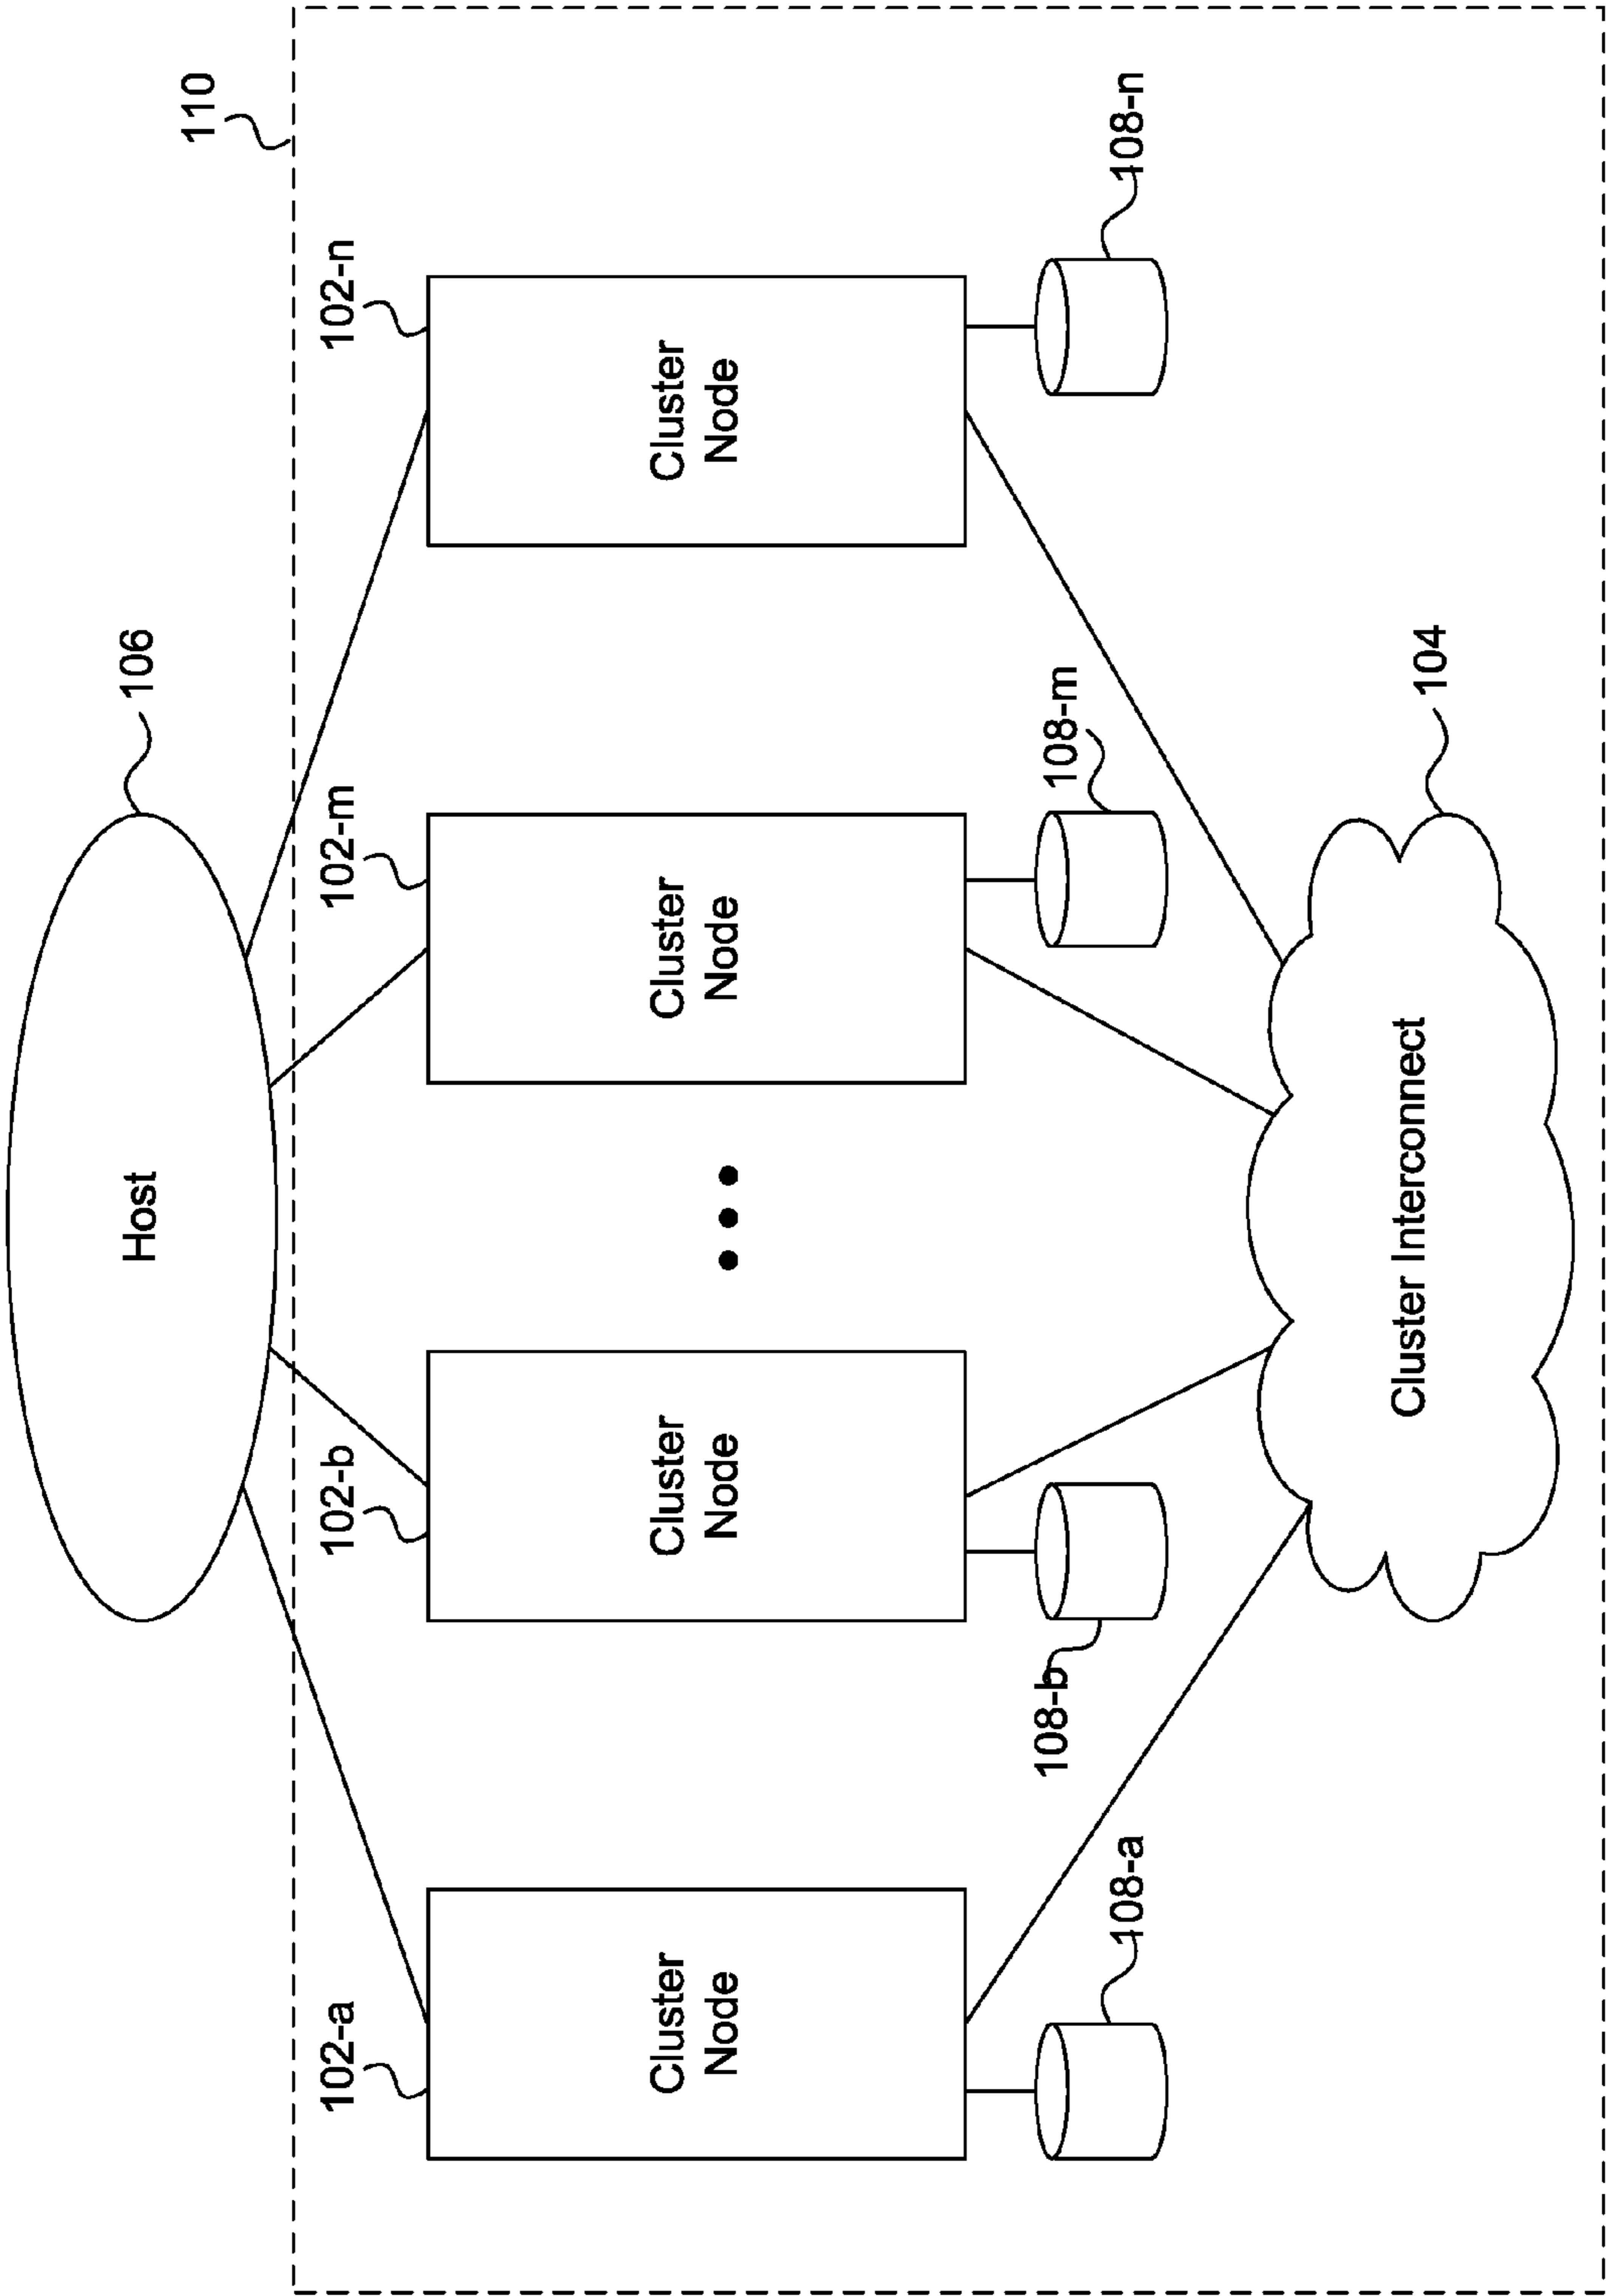 Host
106
110
102-a
102-b
102-m
102-n
Cluster
Node
Cluster
Node
Cluster
Node
Cluster
Node
108-a
108-b
108-m
108-n
Cluster Interconnect
104